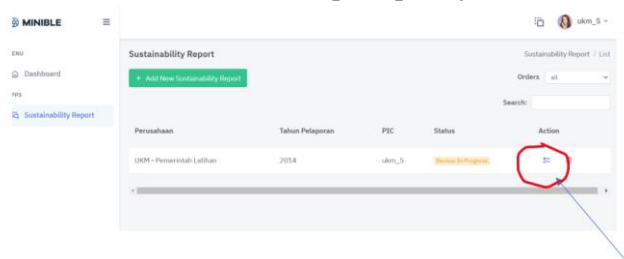 MINIBLE
ukm_5
ENU
Sustainability Report
Sustainability Report / List
Dashboard
+ Add New Sustainability Report
Orders all
PPS
Search:
Sustainability Report
Perusahaan Tahun Pelaporan PIC Status Action
UKM - Pemerintah Latihan 2014 ukm_5 Review In Progress